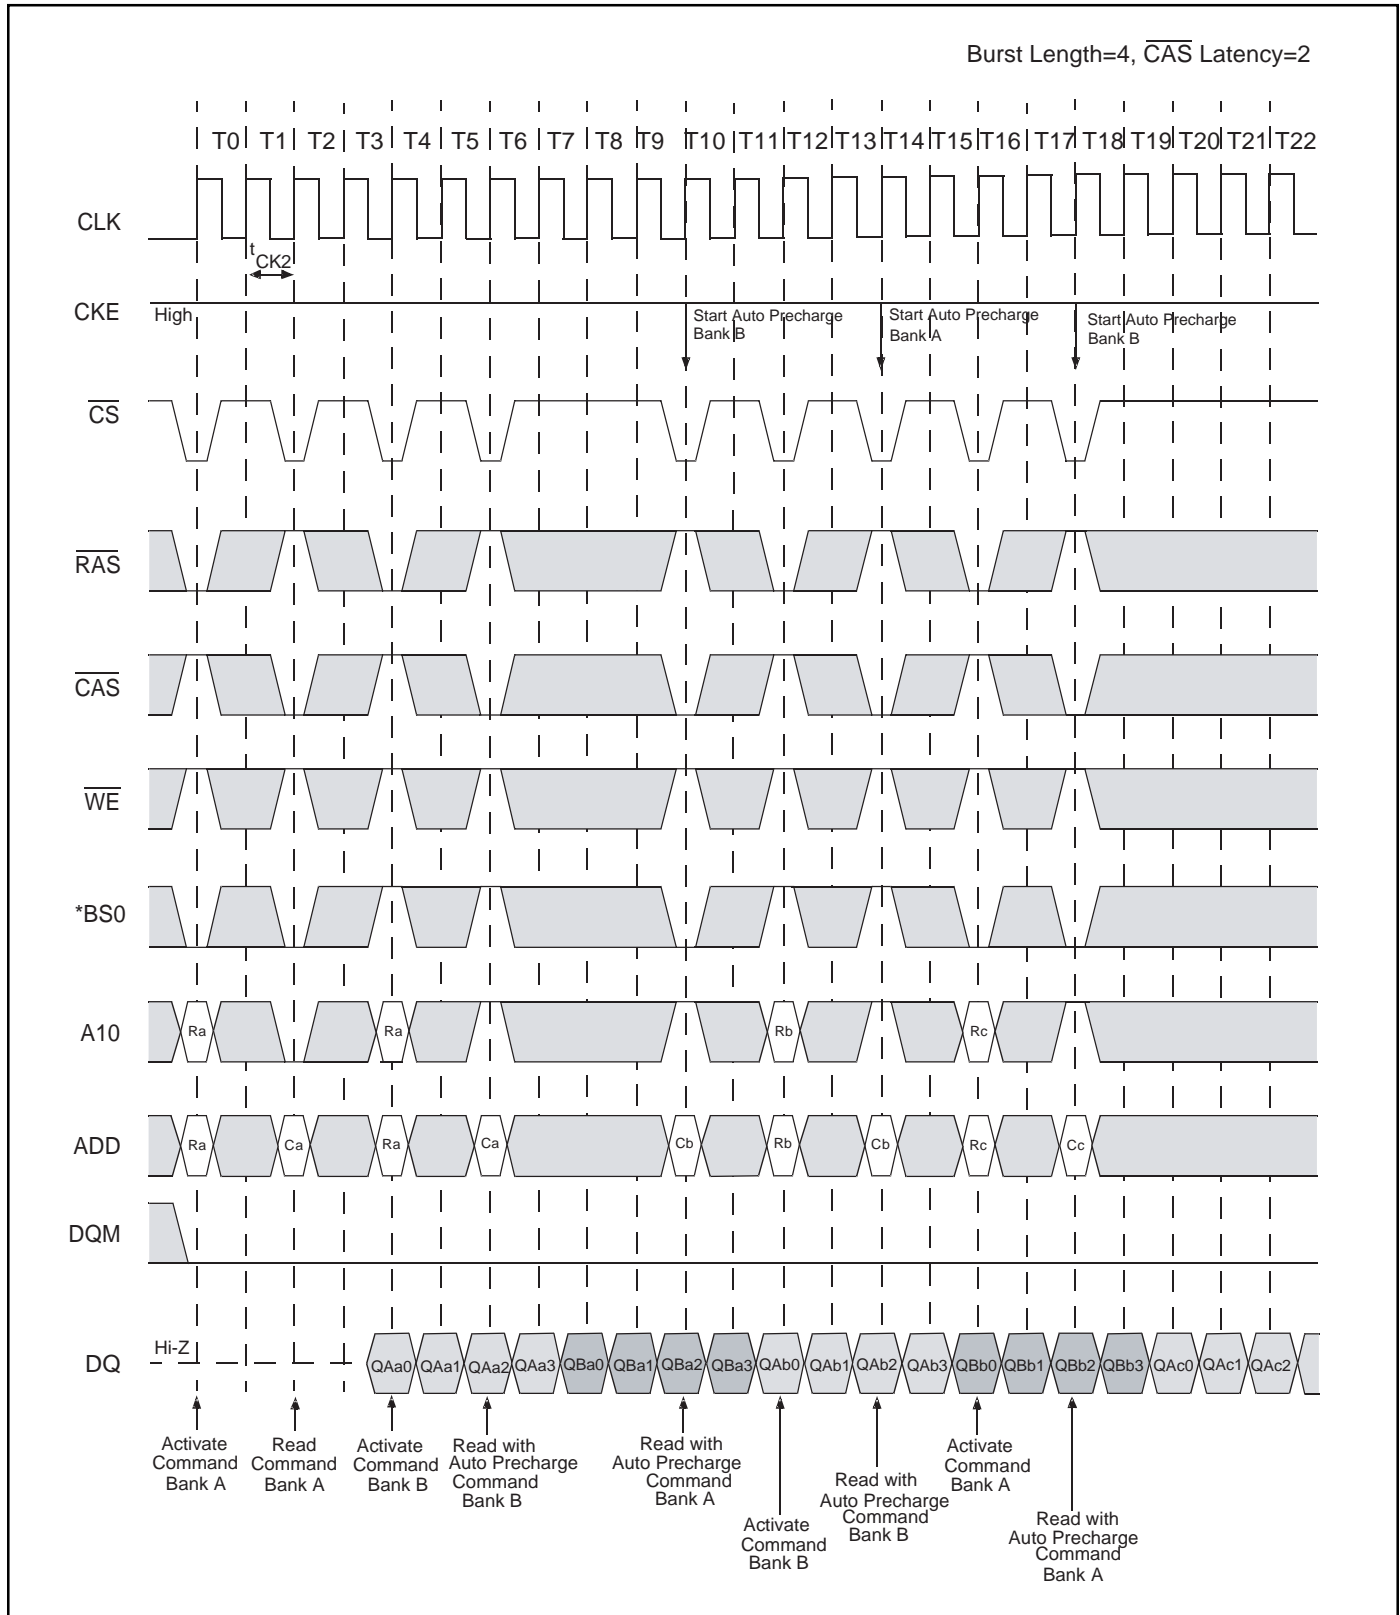 Burst Length=4, CAS Latency=2
T0 T1 T2 T3 T4 T5 T6 T7 T8 T9 T10 T11 T12 T13 T14 T15 T16 T17 T18 T19 T20 T21 T22
CLK
tCK2
CKE
High
Start Auto Precharge
Bank B
Start Auto Precharge
Bank A
Start Auto Precharge
Bank B
CS
RAS
CAS
WE
*BS0
A10
Ra Ra Rb Rc
ADD
Ra Ca Ra Ca Cb Rb Cb Rc Cc
DQM
DQ
Hi-Z
QAa0 QAa1 QAa2 QAa3 QBa0 QBa1 QBa2 QBa3 QAb0 QAb1 QAb2 QAb3 QBb0 QBb1 QBb2 QBb3 QAc0 QAc1 QAc2
Activate
Command
Bank A
Read
Command
Bank A
Activate
Command
Bank B
Read with
Auto Precharge
Command
Bank B
Read with
Auto Precharge
Command
Bank A
Activate
Command
Bank B
Read with
Auto Precharge
Command
Bank B
Activate
Command
Bank A
Read with
Auto Precharge
Command
Bank A